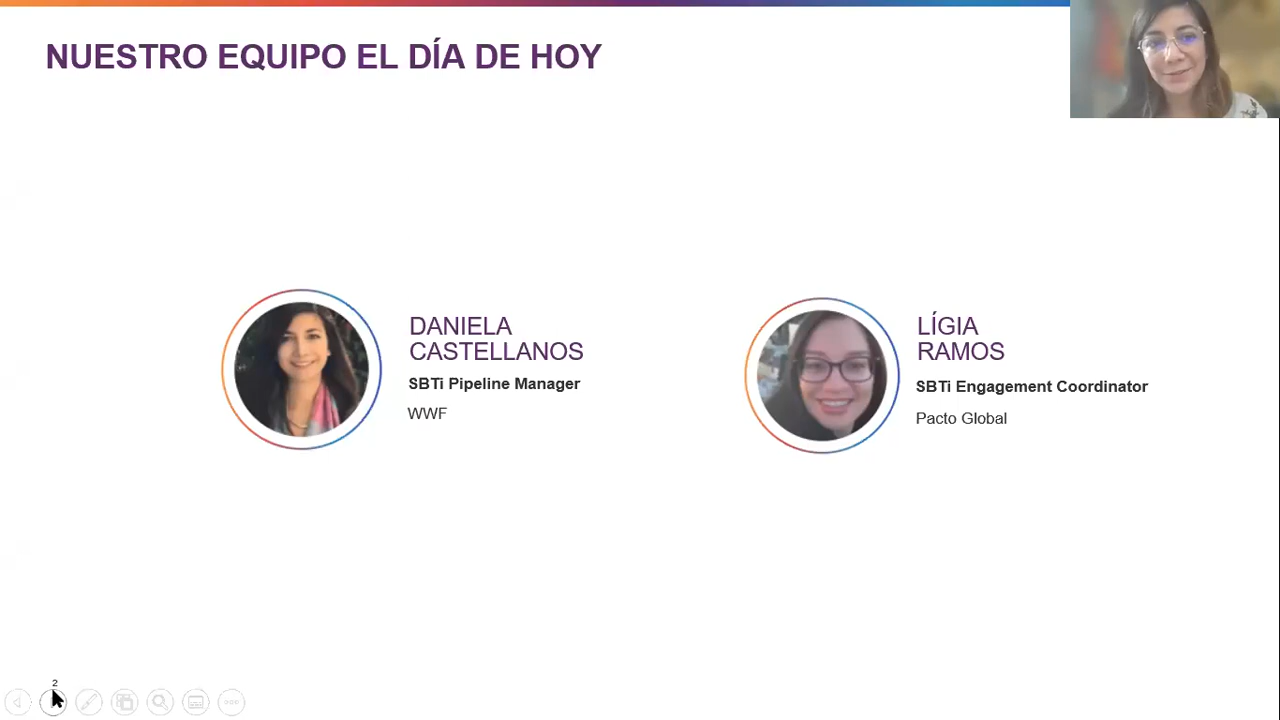 NUESTRO EQUIPO EL DÍA DE HOY
DANIELA
CASTELLANOS
SBTi Pipeline Manager
WWF
LÍGIA
RAMOS
SBTi Engagement Coordinator
Pacto Global
2